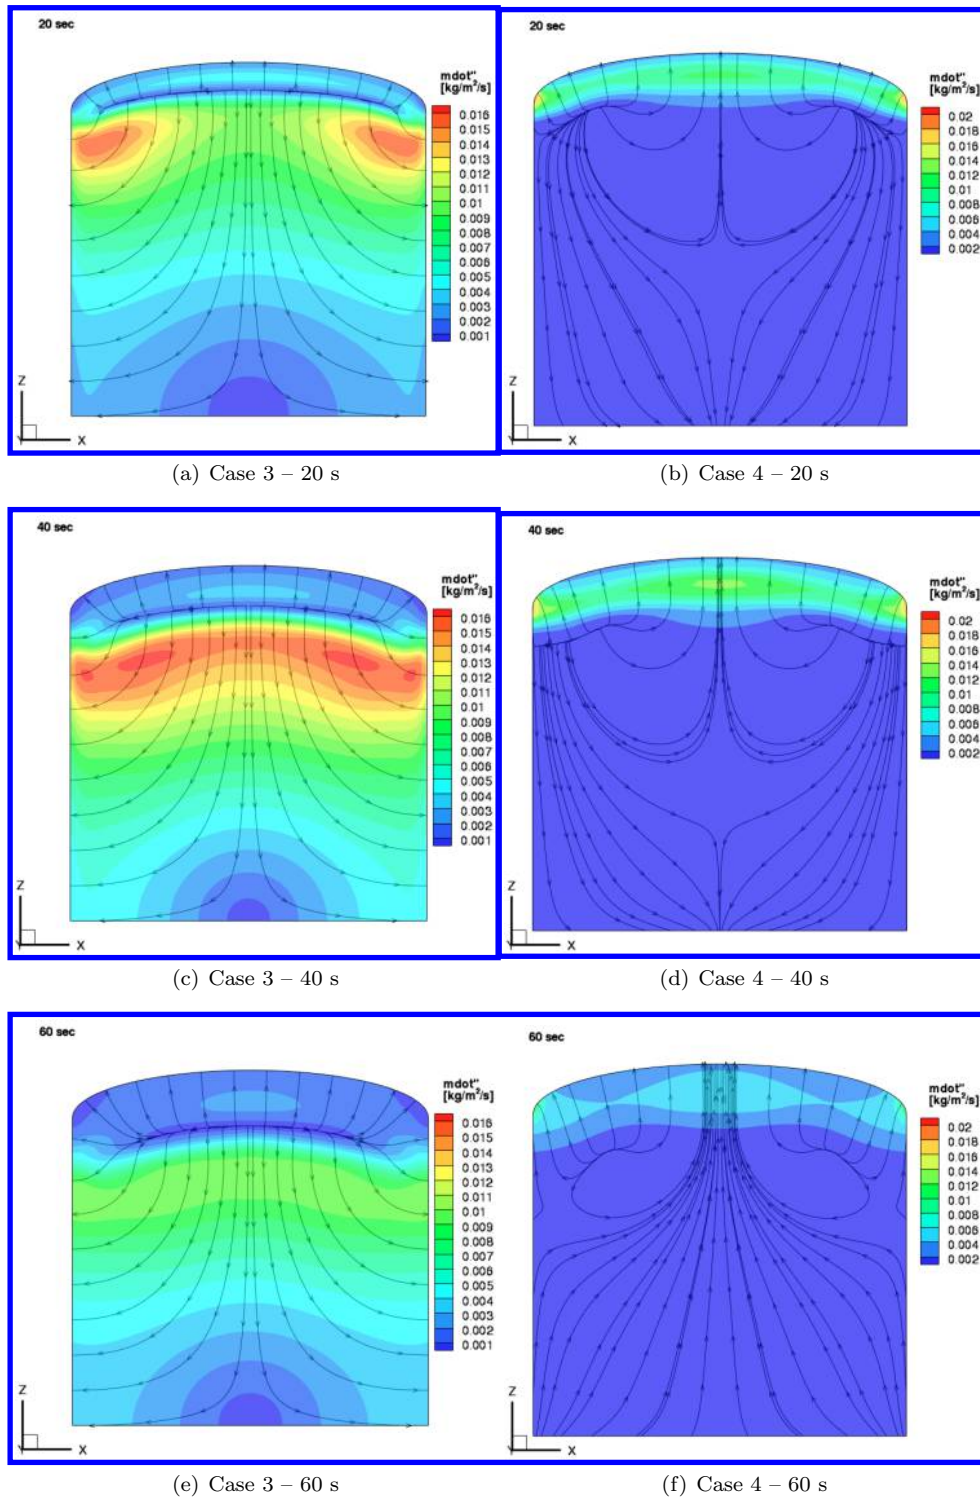 20 sec
mdot"
[kg/m²/s]
0.016
0.015
0.014
0.013
0.012
0.011
0.01
0.009
0.008
0.007
0.006
0.005
0.004
0.003
0.002
0.001
Z
Y
X
(a) Case 3 – 20 s
20 sec
mdot"
[kg/m²/s]
0.02
0.018
0.016
0.014
0.012
0.01
0.008
0.006
0.004
0.002
Z
Y
X
(b) Case 4 – 20 s
40 sec
mdot"
[kg/m²/s]
0.016
0.015
0.014
0.013
0.012
0.011
0.01
0.009
0.008
0.007
0.006
0.005
0.004
0.003
0.002
0.001
Z
Y
X
(c) Case 3 – 40 s
40 sec
mdot"
[kg/m²/s]
0.02
0.018
0.016
0.014
0.012
0.01
0.008
0.006
0.004
0.002
Z
Y
X
(d) Case 4 – 40 s
60 sec
mdot"
[kg/m²/s]
0.016
0.015
0.014
0.013
0.012
0.011
0.01
0.009
0.008
0.007
0.006
0.005
0.004
0.003
0.002
0.001
Z
Y
X
(e) Case 3 – 60 s
60 sec
mdot"
[kg/m²/s]
0.02
0.018
0.016
0.014
0.012
0.01
0.008
0.006
0.004
0.002
Z
Y
X
(f) Case 4 – 60 s